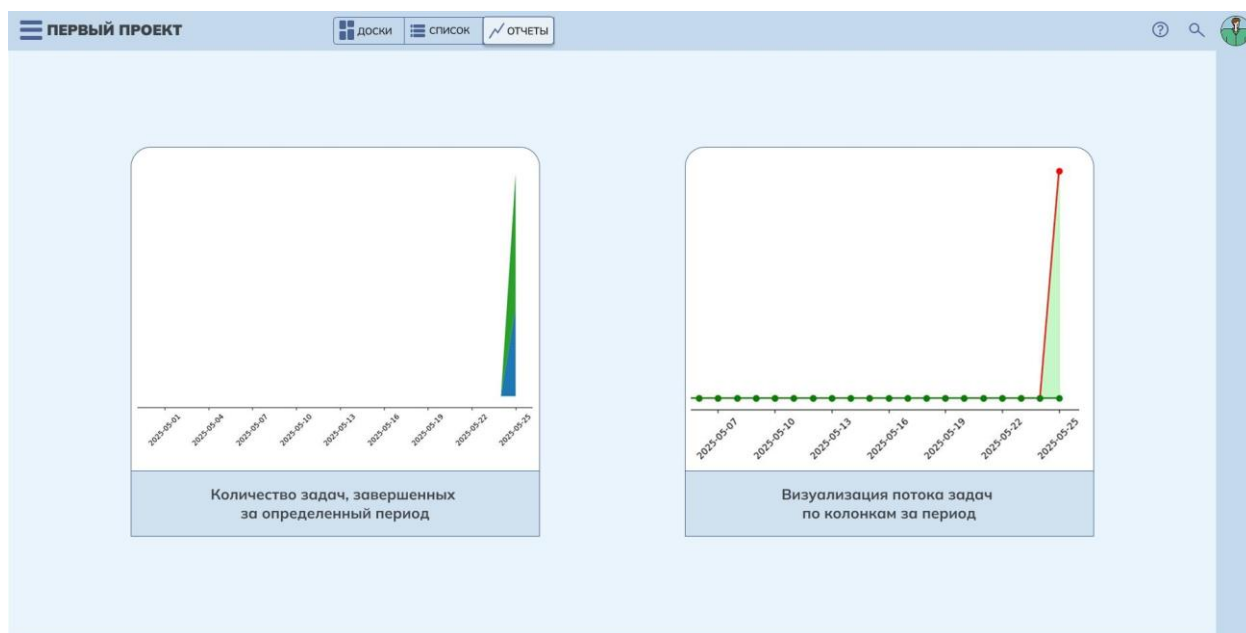 ПЕРВЫЙ ПРОЕКТ
ДОСКИ
СПИСОК
ОТЧЕТЫ
2025-05-01
2025-05-04
2025-05-07
2025-05-10
2025-05-13
2025-05-16
2025-05-19
2025-05-22
2025-05-25
Количество задач, завершенных
за определенный период
2025-05-07
2025-05-10
2025-05-13
2025-05-16
2025-05-19
2025-05-22
2025-05-25
Визуализация потока задач
по колонкам за период